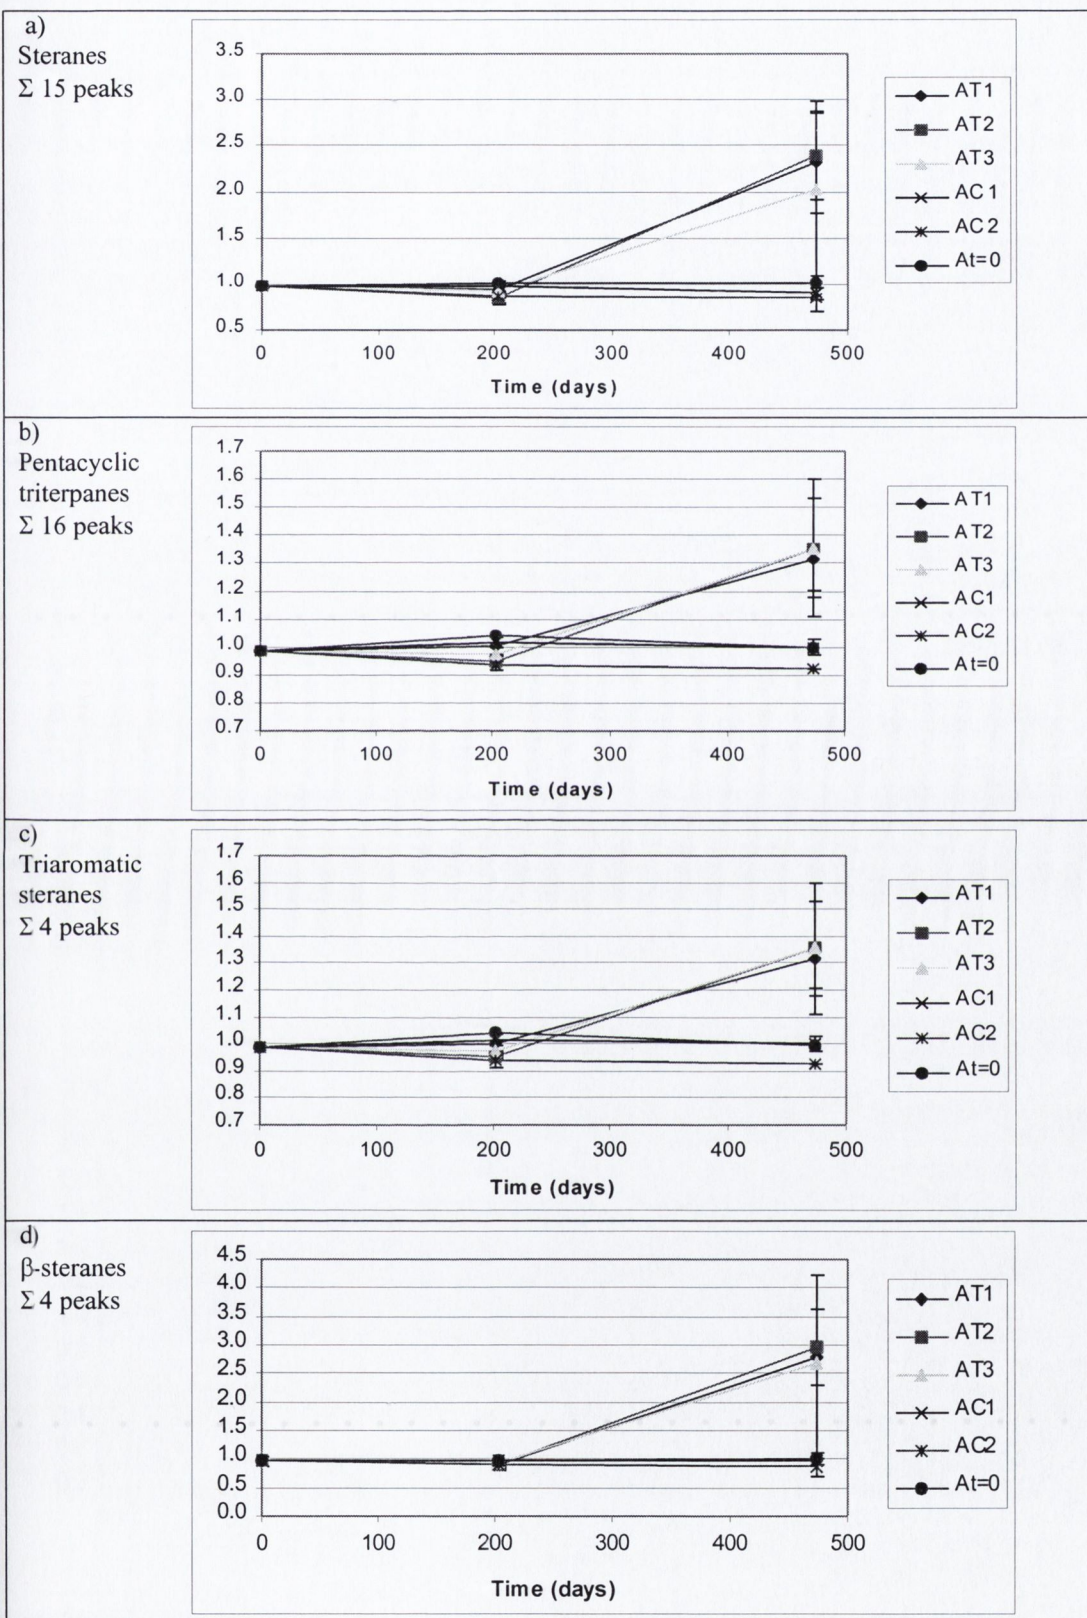 a)
Steranes
Σ 15 peaks
3.5
3.0
2.5
2.0
1.5
1.0
0.5
0 100 200 300 400 500
Time (days)
AT1
AT2
AT3
AC1
AC2
At=0
b)
Pentacyclic
triterpanes
Σ 16 peaks
1.7
1.6
1.5
1.4
1.3
1.2
1.1
1.0
0.9
0.8
0.7
0 100 200 300 400 500
Time (days)
AT1
AT2
AT3
AC1
AC2
At=0
c)
Triaromatic
steranes
Σ 4 peaks
1.7
1.6
1.5
1.4
1.3
1.2
1.1
1.0
0.9
0.8
0.7
0 100 200 300 400 500
Time (days)
AT1
AT2
AT3
AC1
AC2
At=0
d)
β-steranes
Σ 4 peaks
4.5
4.0
3.5
3.0
2.5
2.0
1.5
1.0
0.5
0.0
0 100 200 300 400 500
Time (days)
AT1
AT2
AT3
AC1
AC2
At=0